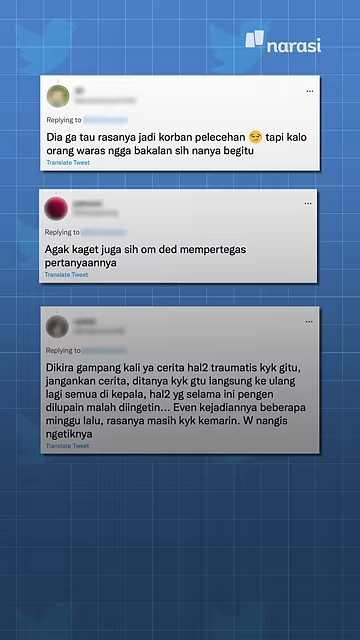 narasi
Replying to
Dia ga tau rasanya jadi korban pelecehan 😏 tapi kalo
orang waras ngga bakalan sih nanya begitu
Translate Tweet
Replying to
Agak kaget juga sih om ded mempertegas
pertanyaannya
Translate Tweet
Replying to
Dikira gampang kali ya cerita hal2 traumatis kyk gitu,
jangankan cerita, ditanya kyk gtu langsung ke ulang
lagi semua di kepala, hal2 yg selama ini pengen
dilupain malah diingetin... Even kejadiannya beberapa
minggu lalu, rasanya masih kyk kemarin. W nangis
ngetiknya
Translate Tweet